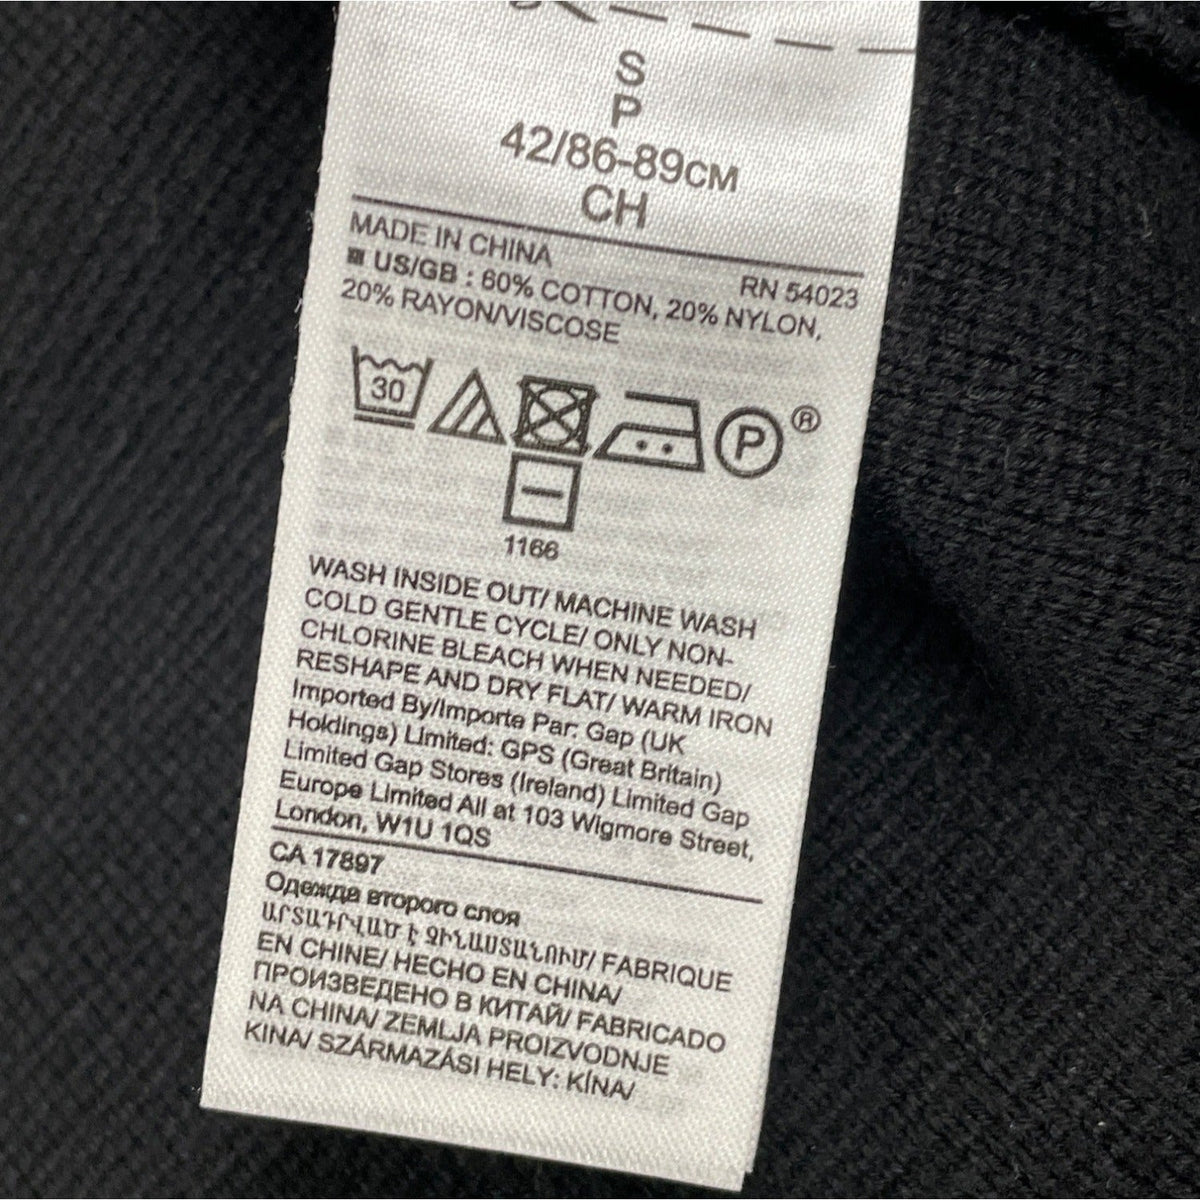 S
P
42/86-89CM
CH
MADE IN CHINA
RN 54023
US/GB : 60% COTTON, 20% NYLON,
20% RAYON/VISCOSE
30
P
®
1166
WASH INSIDE OUT/ MACHINE WASH
COLD GENTLE CYCLE/ ONLY NON-
CHLORINE BLEACH WHEN NEEDED/
RESHAPE AND DRY FLAT/ WARM IRON
Imported By/Importe Par: Gap (UK
Holdings) Limited: GPS (Great Britain)
Limited Gap Stores (Ireland) Limited Gap
Europe Limited All at 103 Wigmore Street,
London, W1U 1QS
CA 17897
Одежда второго слоя
ԱՐՏԱԴՐՎԱԾ Է ՉԻՆԱՍՏԱՆՈՒՄ/ FABRIQUE
EN CHINE/ HECHO EN CHINA/
ПРОИЗВЕДЕНО В КИТАЙ/ FABRICADO
NA CHINA/ ZEMLJA PROIZVODNJE
KINA/ SZÁRMAZÁSI HELY: KÍNA/